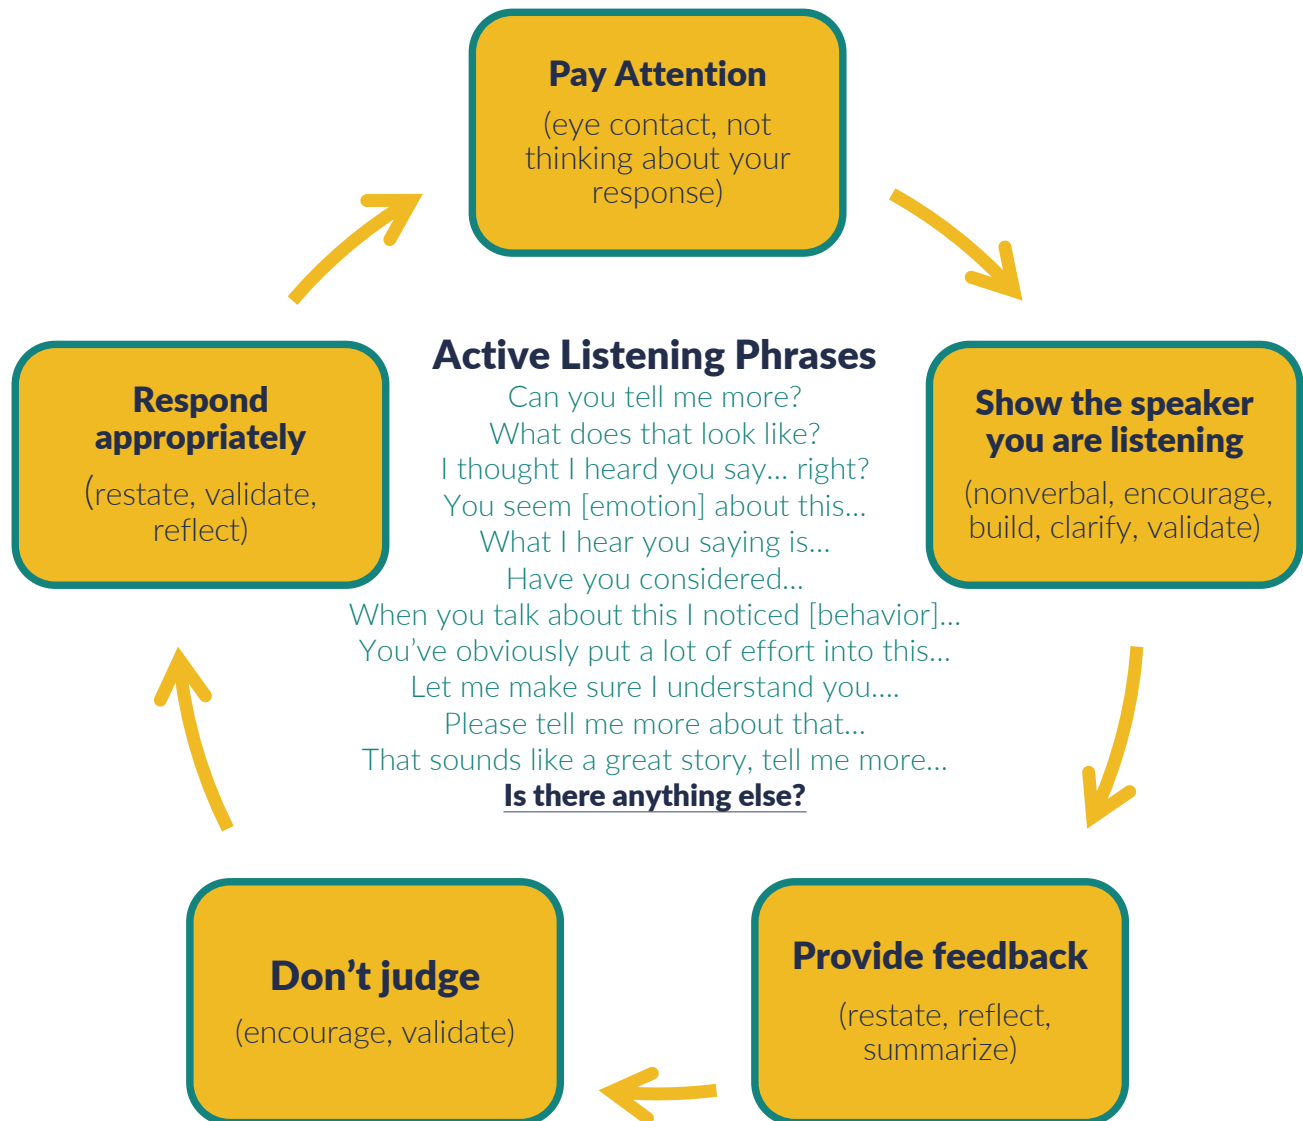 Pay Attention
(eye contact, not
thinking about your
response)
Show the speaker
you are listening
(nonverbal, encourage,
build, clarify, validate)
Provide feedback
(restate, reflect,
summarize)
Don’t judge
(encourage, validate)
Respond
appropriately
(restate, validate,
reflect)
Active Listening Phrases
Can you tell me more?
What does that look like?
I thought I heard you say... right?
You seem [emotion] about this...
What I hear you saying is...
Have you considered...
When you talk about this I noticed [behavior]...
You’ve obviously put a lot of effort into this...
Let me make sure I understand you....
Please tell me more about that...
That sounds like a great story, tell me more...
Is there anything else?